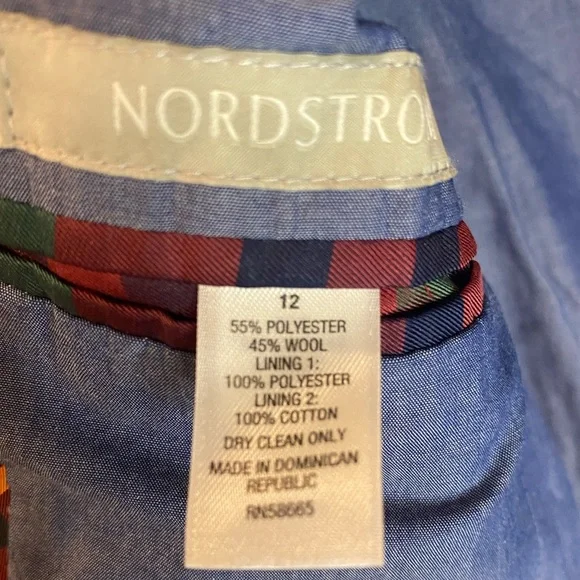 NORDSTRO
12
55% POLYESTER
45% WOOL
LINING 1:
100% POLYESTER
LINING 2:
100% COTTON
DRY CLEAN ONLY
MADE IN DOMINICAN
REPUBLIC
RN58665